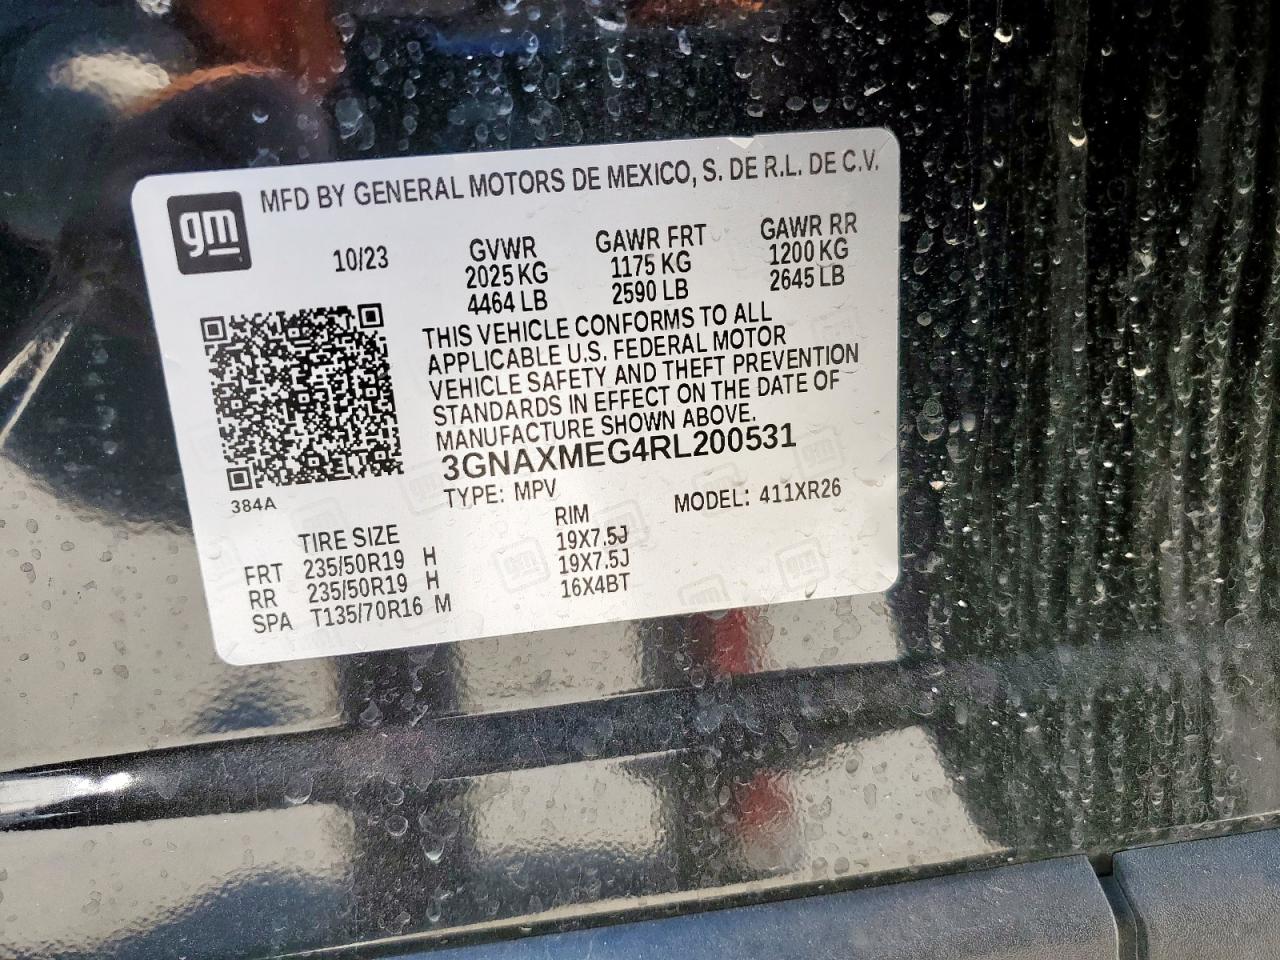 gm
MFD BY GENERAL MOTORS DE MEXICO, S. DE R.L. DE C.V.
10/23
GVWR GAWR FRT GAWR RR
2025 KG 1175 KG 1200 KG
4464 LB 2590 LB 2645 LB
THIS VEHICLE CONFORMS TO ALL
APPLICABLE U.S. FEDERAL MOTOR
VEHICLE SAFETY AND THEFT PREVENTION
STANDARDS IN EFFECT ON THE DATE OF
MANUFACTURE SHOWN ABOVE.
3GNAXMEG4RL200531
384A
TYPE: MPV MODEL: 411XR26
TIRE SIZE RIM
FRT 235/50R19 H 19X7.5J
RR 235/50R19 H 19X7.5J
SPA T135/70R16 M 16X4BT